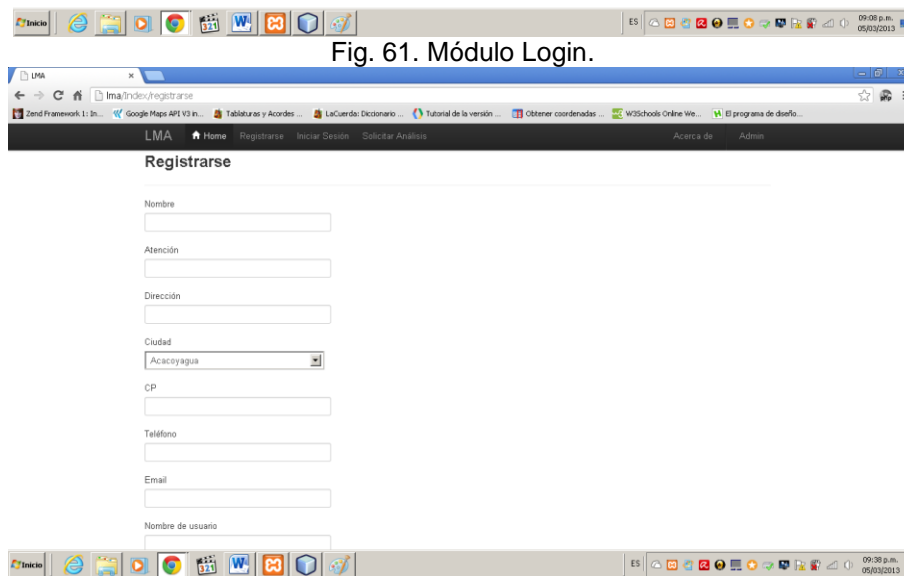 Inicio ES 09:08 p.m.
05/03/2013
Fig. 61. Módulo Login.
LMA
lma/Index/registrarse
Zend Framework 1: In... Google Maps API V3 in... Tablaturas y Acordes ... LaCuerda: Diccionario ... Tutorial de la versión ... Obtener coordenadas ... W3Schools Online We... El programa de diseño...
LMA Home Registrarse Iniciar Sesión Solicitar Análisis Acerca de Admin
Registrarse
Nombre
Atención
Dirección
Ciudad
Acacoyagua
CP
Teléfono
Email
Nombre de usuario
Inicio ES 09:38 p.m.
05/03/2013